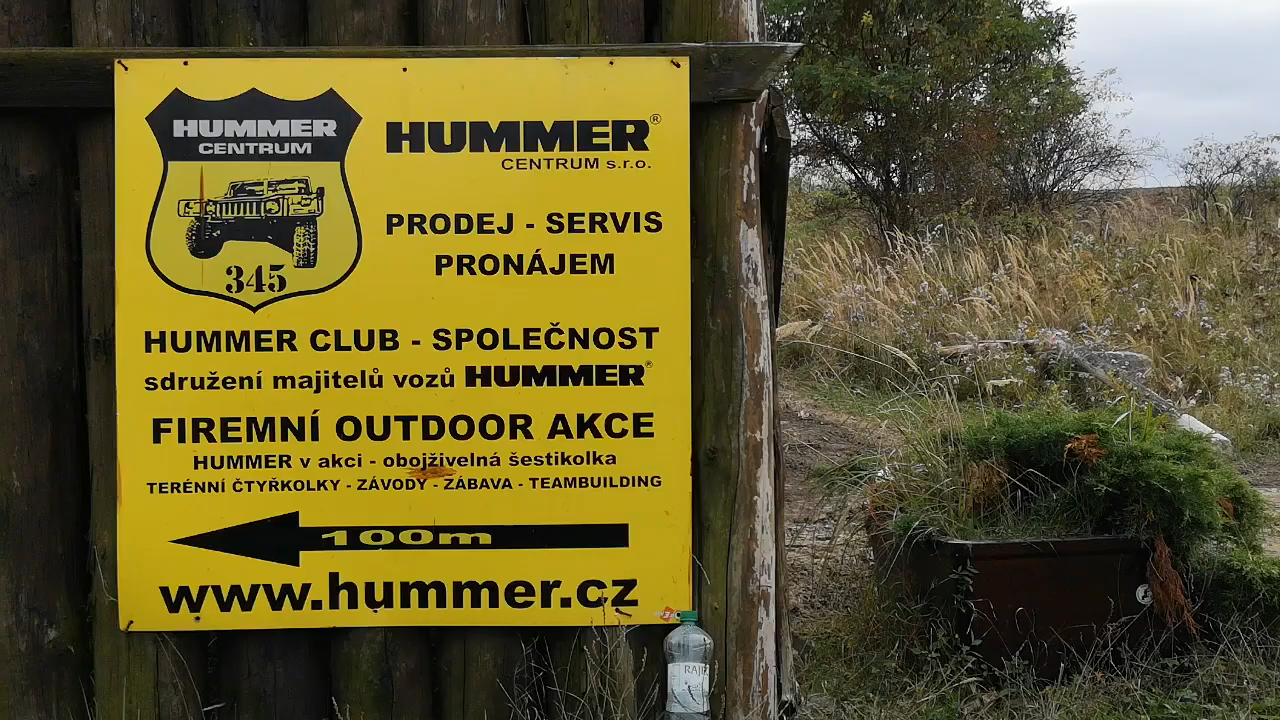 HUMMER
CENTRUM
345
HUMMER®
CENTRUM s.r.o.
PRODEJ - SERVIS
PRONÁJEM
HUMMER CLUB - SPOLEČNOST
sdružení majitelů vozů HUMMER®
FIREMNÍ OUTDOOR AKCE
HUMMER v akci - obojživelná šestikolka
TERÉNNÍ ČTYŘKOLKY - ZÁVODY - ZÁBAVA - TEAMBUILDING
100m
www.hummer.cz